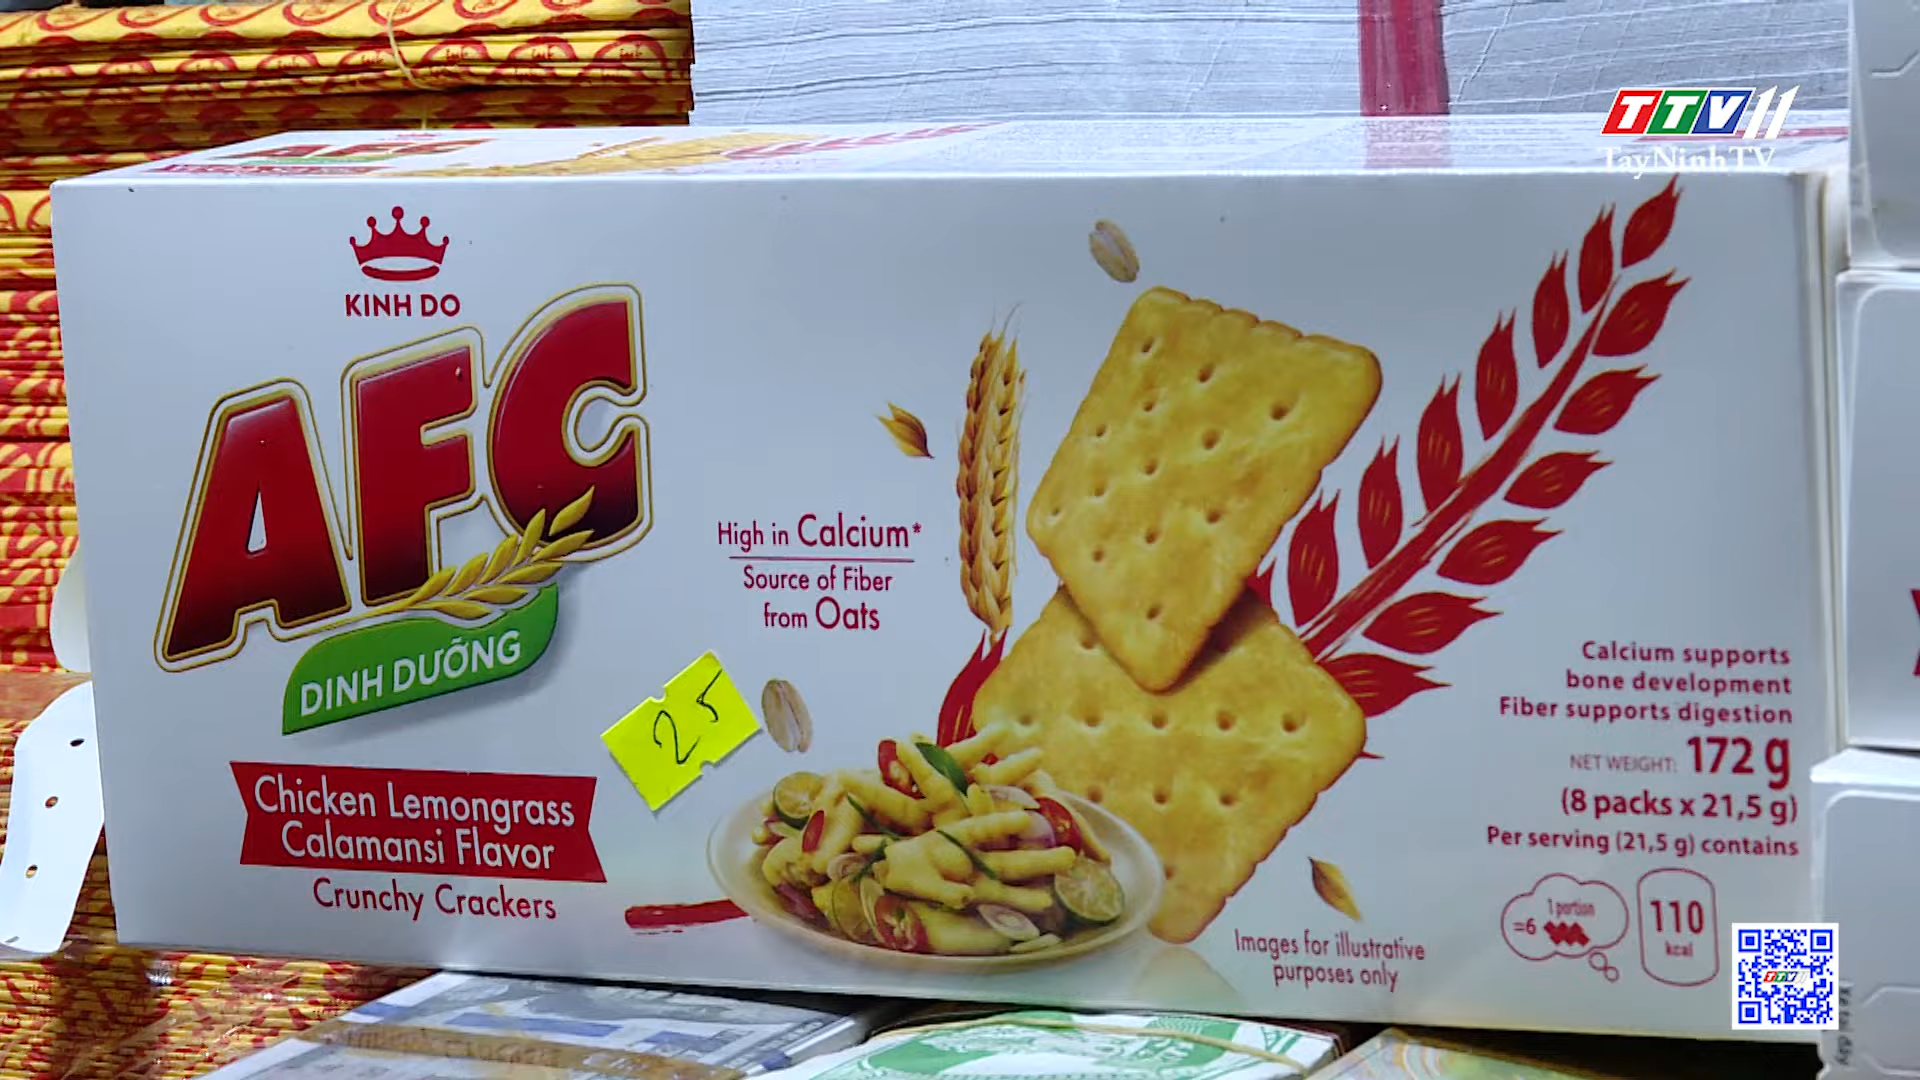 TTV11
TayNinhTV
KINH DO
AFC
DINH DƯỠNG
High in Calcium*
Source of Fiber
from Oats
25
Chicken Lemongrass
Calamansi Flavor
Crunchy Crackers
Calcium supports
bone development
Fiber supports digestion
NET WEIGHT: 172 g
(8 packs x 21,5 g)
Per serving (21,5 g) contains
1 portion
=6
110
kcal
Images for illustrative
purposes only
TTV11